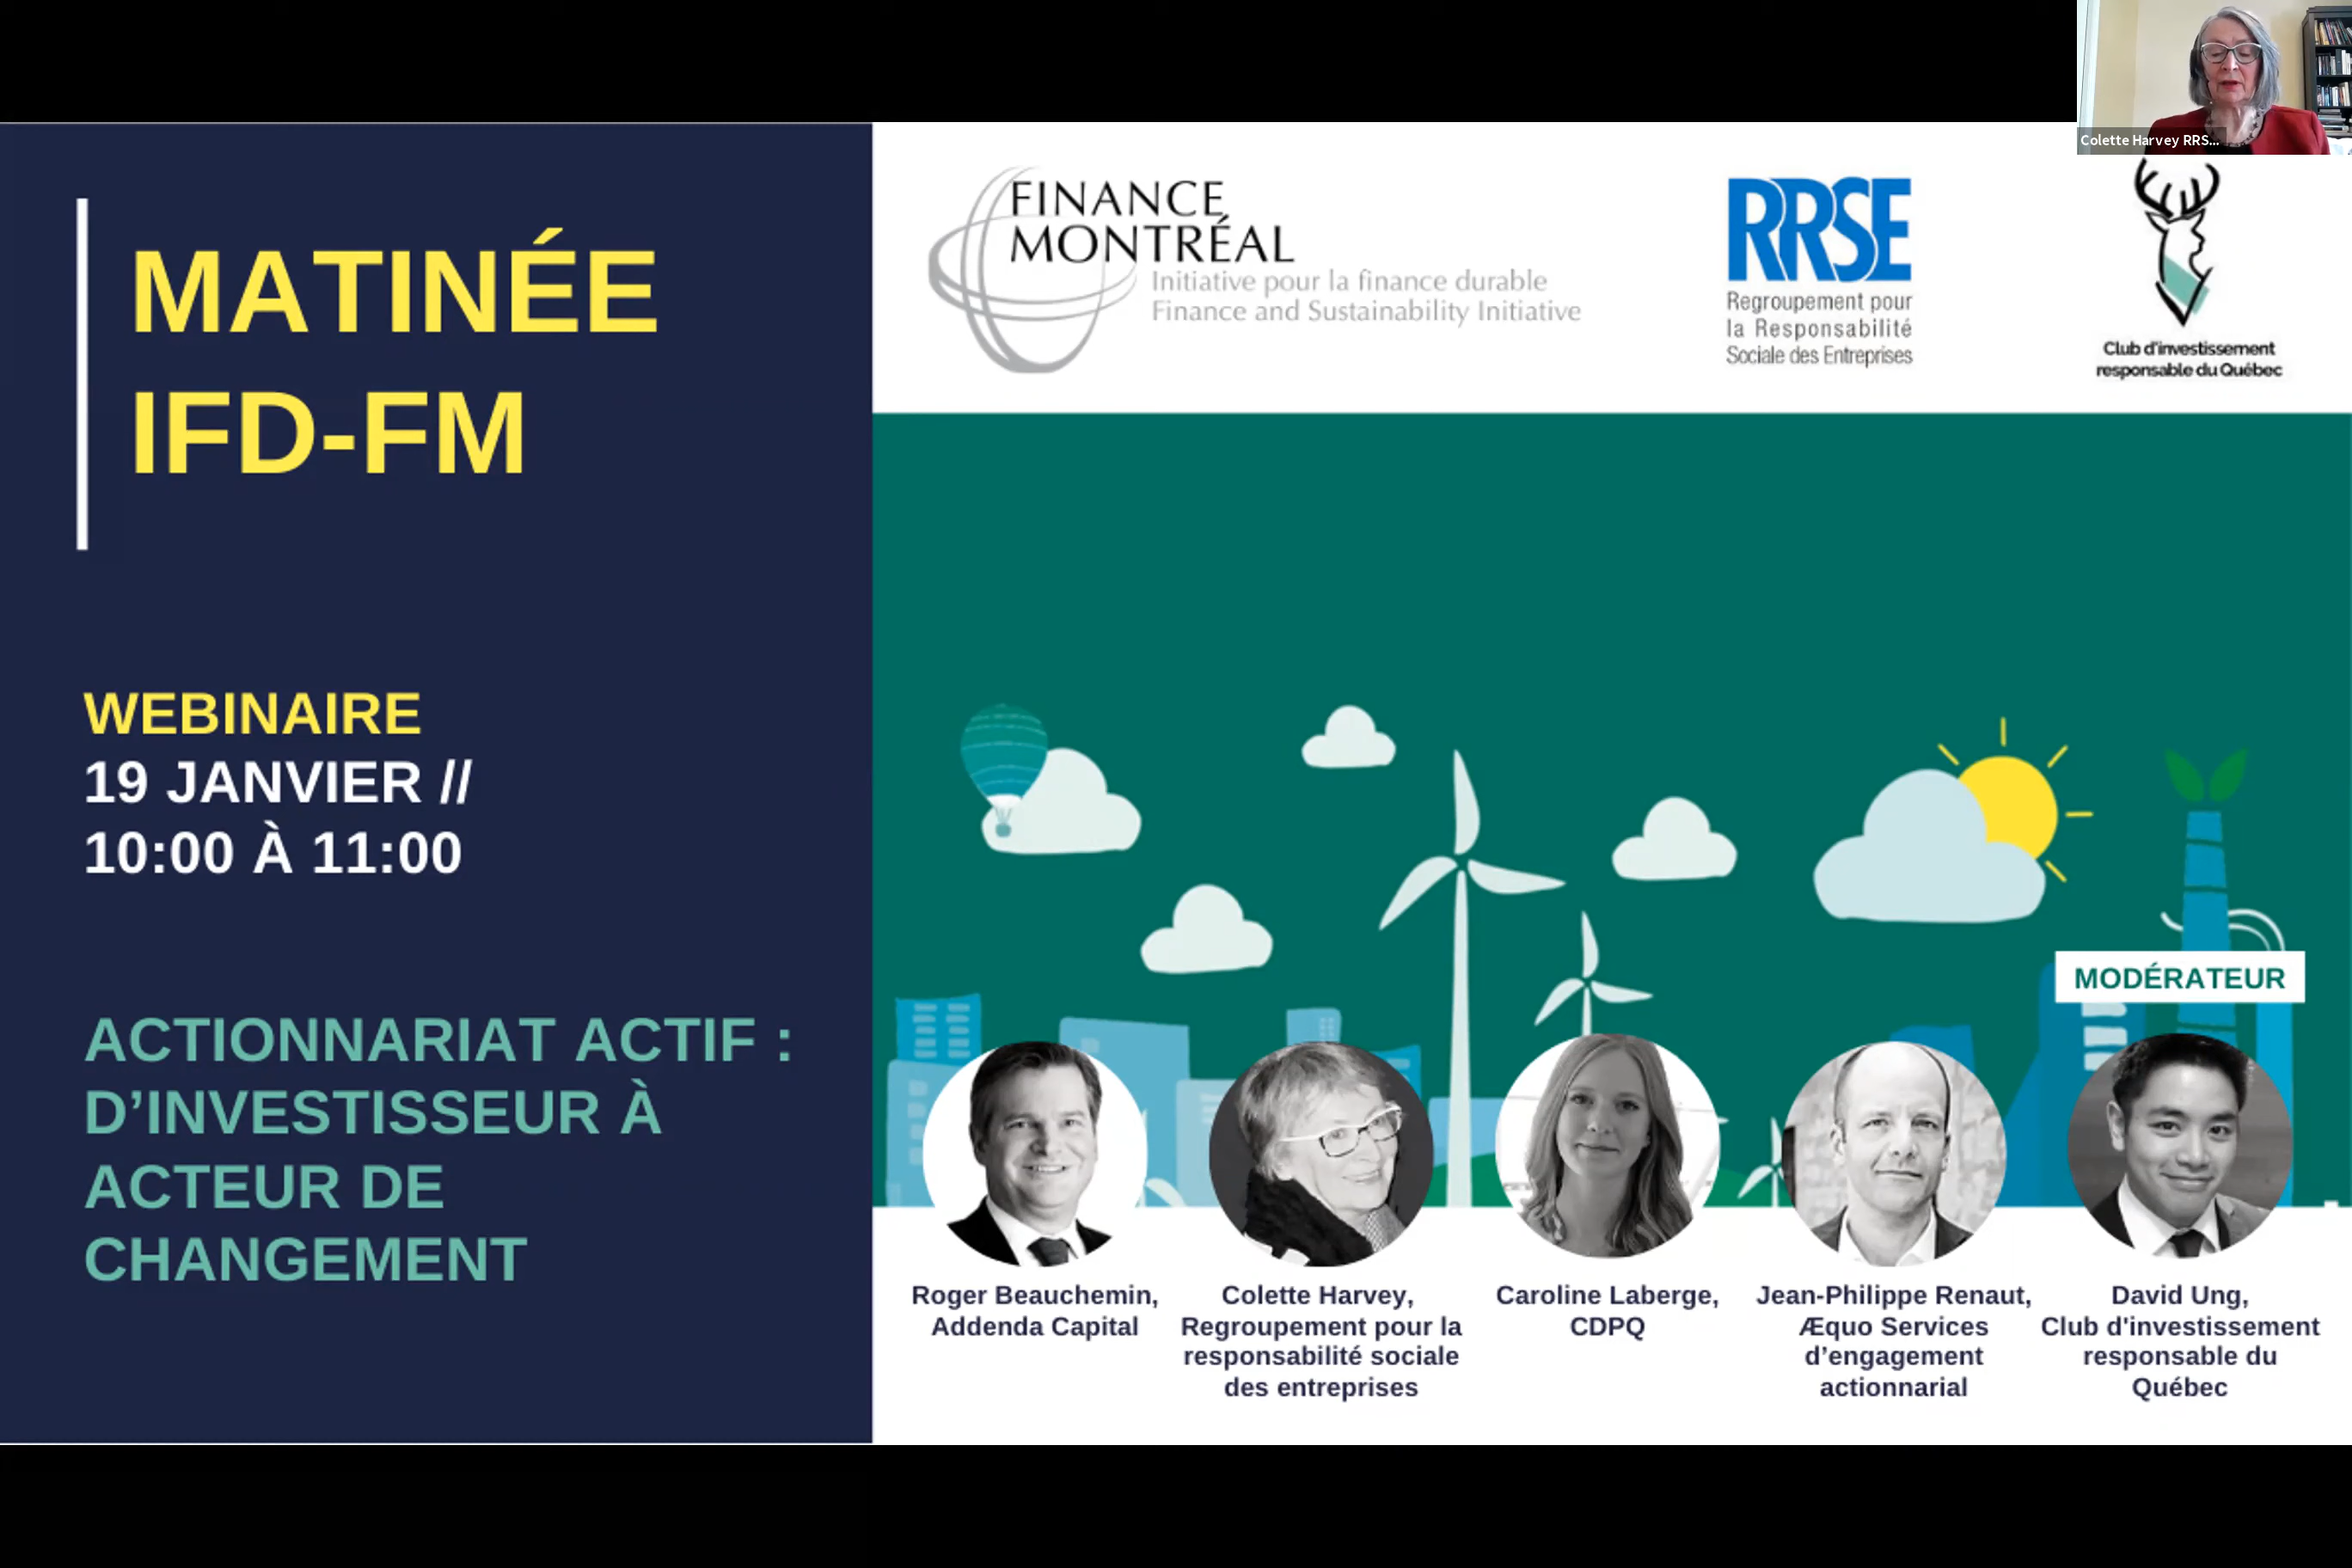 Colette Harvey RRS...
MATINÉE
IFD-FM
WEBINAIRE
19 JANVIER //
10:00 À 11:00
ACTIONNARIAT ACTIF :
D’INVESTISSEUR À
ACTEUR DE
CHANGEMENT
FINANCE
MONTRÉAL
Initiative pour la finance durable
Finance and Sustainability Initiative
RRSE
Regroupement pour
la Responsabilité
Sociale des Entreprises
Club d'investissement
responsable du Québec
MODÉRATEUR
Roger Beauchemin,
Addenda Capital
Colette Harvey,
Regroupement pour la
responsabilité sociale
des entreprises
Caroline Laberge,
CDPQ
Jean-Philippe Renaut,
Æquo Services
d’engagement
actionnarial
David Ung,
Club d'investissement
responsable du
Québec